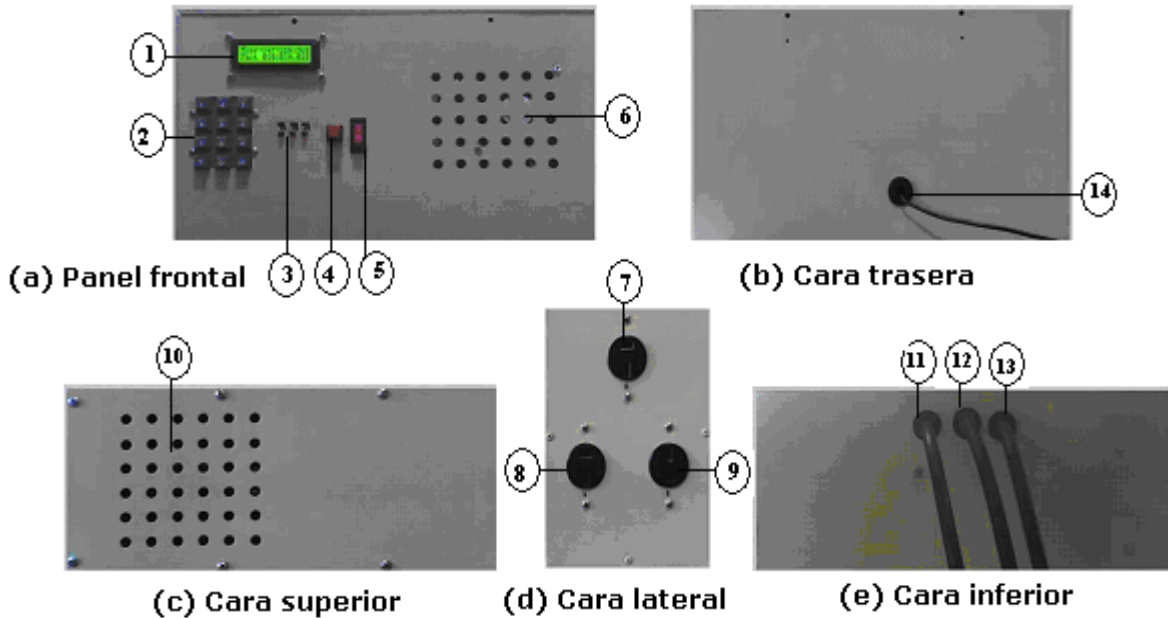 1
2
6
14
3
4
5
(a) Panel frontal
(b) Cara trasera
7
10
11
12
13
8
9
(c) Cara superior
(d) Cara lateral
(e) Cara inferior